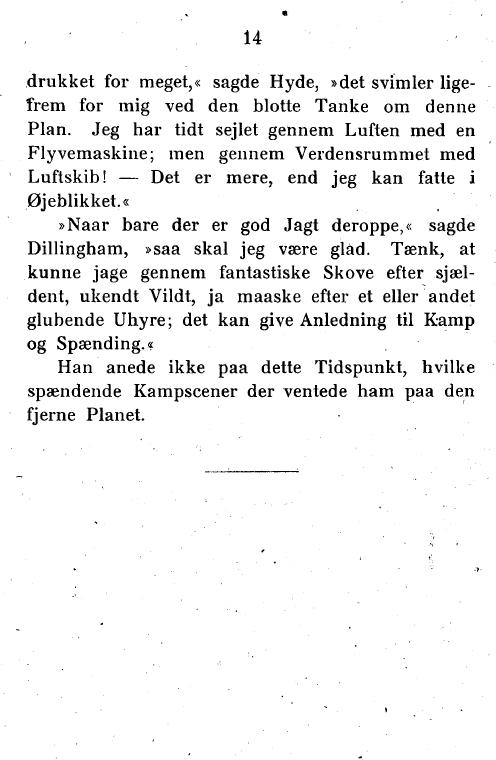 14
drukket for meget,« sagde Hyde, »det svimler lige-
frem for mig ved den blotte Tanke om denne
Plan. Jeg har tidt sejlet gennem Luften med en
Flyvemaskine; men gennem Verdensrummet med
Luftskib! — Det er mere, end jeg kan fatte i
Øjeblikket.«
»Naar bare der er god Jagt deroppe,« sagde
Dillingham, »saa skal jeg være glad. Tænk, at
kunne jage gennem fantastiske Skove efter sjæl-
dent, ukendt Vildt, ja maaske efter et eller andet
glubende Uhyre; det kan give Anledning til Kamp
og Spænding.«
Han anede ikke paa dette Tidspunkt, hvilke
spændende Kampscener der ventede ham paa den
fjerne Planet.